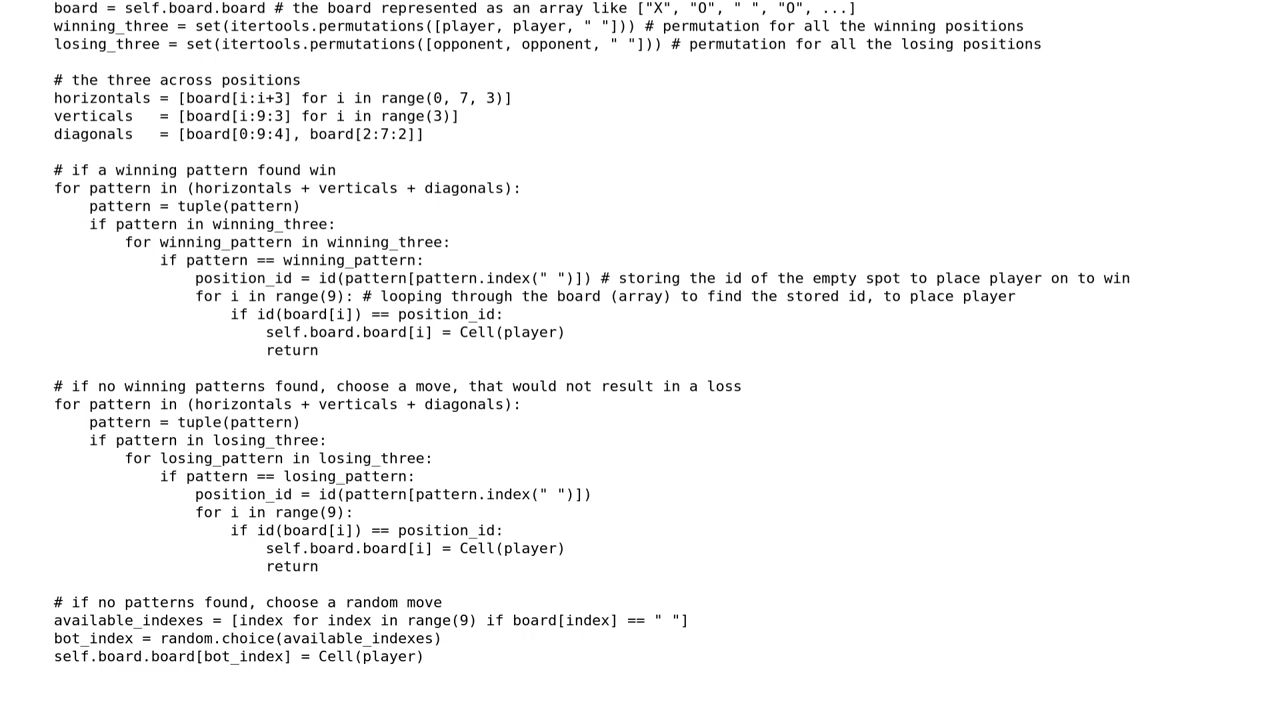 board = self.board.board # the board represented as an array like ["X", "O", " ", "O", ...]
winning_three = set(itertools.permutations([player, player, " "])) # permutation for all the winning positions
losing_three = set(itertools.permutations([opponent, opponent, " "])) # permutation for all the losing positions

# the three across positions
horizontals = [board[i:i+3] for i in range(0, 7, 3)]
verticals   = [board[i:9:3] for i in range(3)]
diagonals   = [board[0:9:4], board[2:7:2]]

# if a winning pattern found win
for pattern in (horizontals + verticals + diagonals):
    pattern = tuple(pattern)
    if pattern in winning_three:
        for winning_pattern in winning_three:
            if pattern == winning_pattern:
                position_id = id(pattern[pattern.index(" ")]) # storing the id of the empty spot to place player on to win
                for i in range(9): # looping through the board (array) to find the stored id, to place player
                    if id(board[i]) == position_id:
                        self.board.board[i] = Cell(player)
                        return

# if no winning patterns found, choose a move, that would not result in a loss
for pattern in (horizontals + verticals + diagonals):
    pattern = tuple(pattern)
    if pattern in losing_three:
        for losing_pattern in losing_three:
            if pattern == losing_pattern:
                position_id = id(pattern[pattern.index(" ")])
                for i in range(9):
                    if id(board[i]) == position_id:
                        self.board.board[i] = Cell(player)
                        return

# if no patterns found, choose a random move
available_indexes = [index for index in range(9) if board[index] == " "]
bot_index = random.choice(available_indexes)
self.board.board[bot_index] = Cell(player)